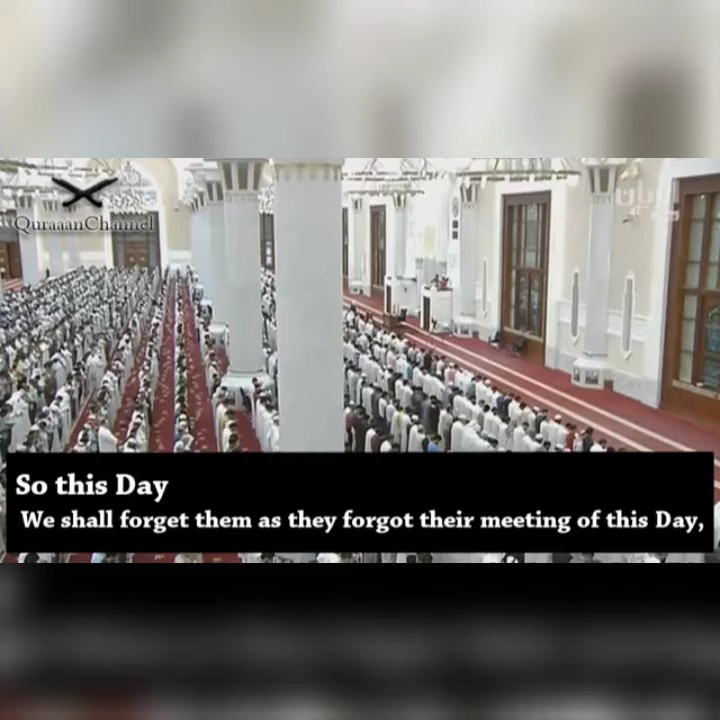 QuraaanChannel
So this Day
We shall forget them as they forgot their meeting of this Day,